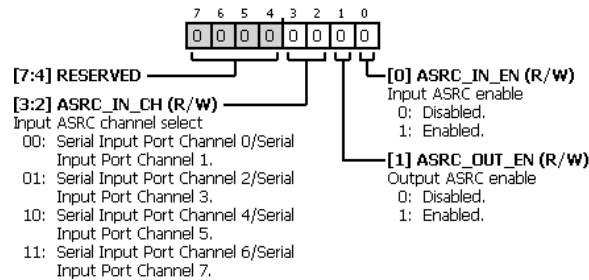 7 6 5 4 3 2 1 0
0 0 0 0 0 0 0 0
[7:4] RESERVED
[3:2] ASRC_IN_CH (R/W)
Input ASRC channel select
00: Serial Input Port Channel 0/Serial
Input Port Channel 1.
01: Serial Input Port Channel 2/Serial
Input Port Channel 3.
10: Serial Input Port Channel 4/Serial
Input Port Channel 5.
11: Serial Input Port Channel 6/Serial
Input Port Channel 7.
[0] ASRC_IN_EN (R/W)
Input ASRC enable
0: Disabled.
1: Enabled.
[1] ASRC_OUT_EN (R/W)
Output ASRC enable
0: Disabled.
1: Enabled.